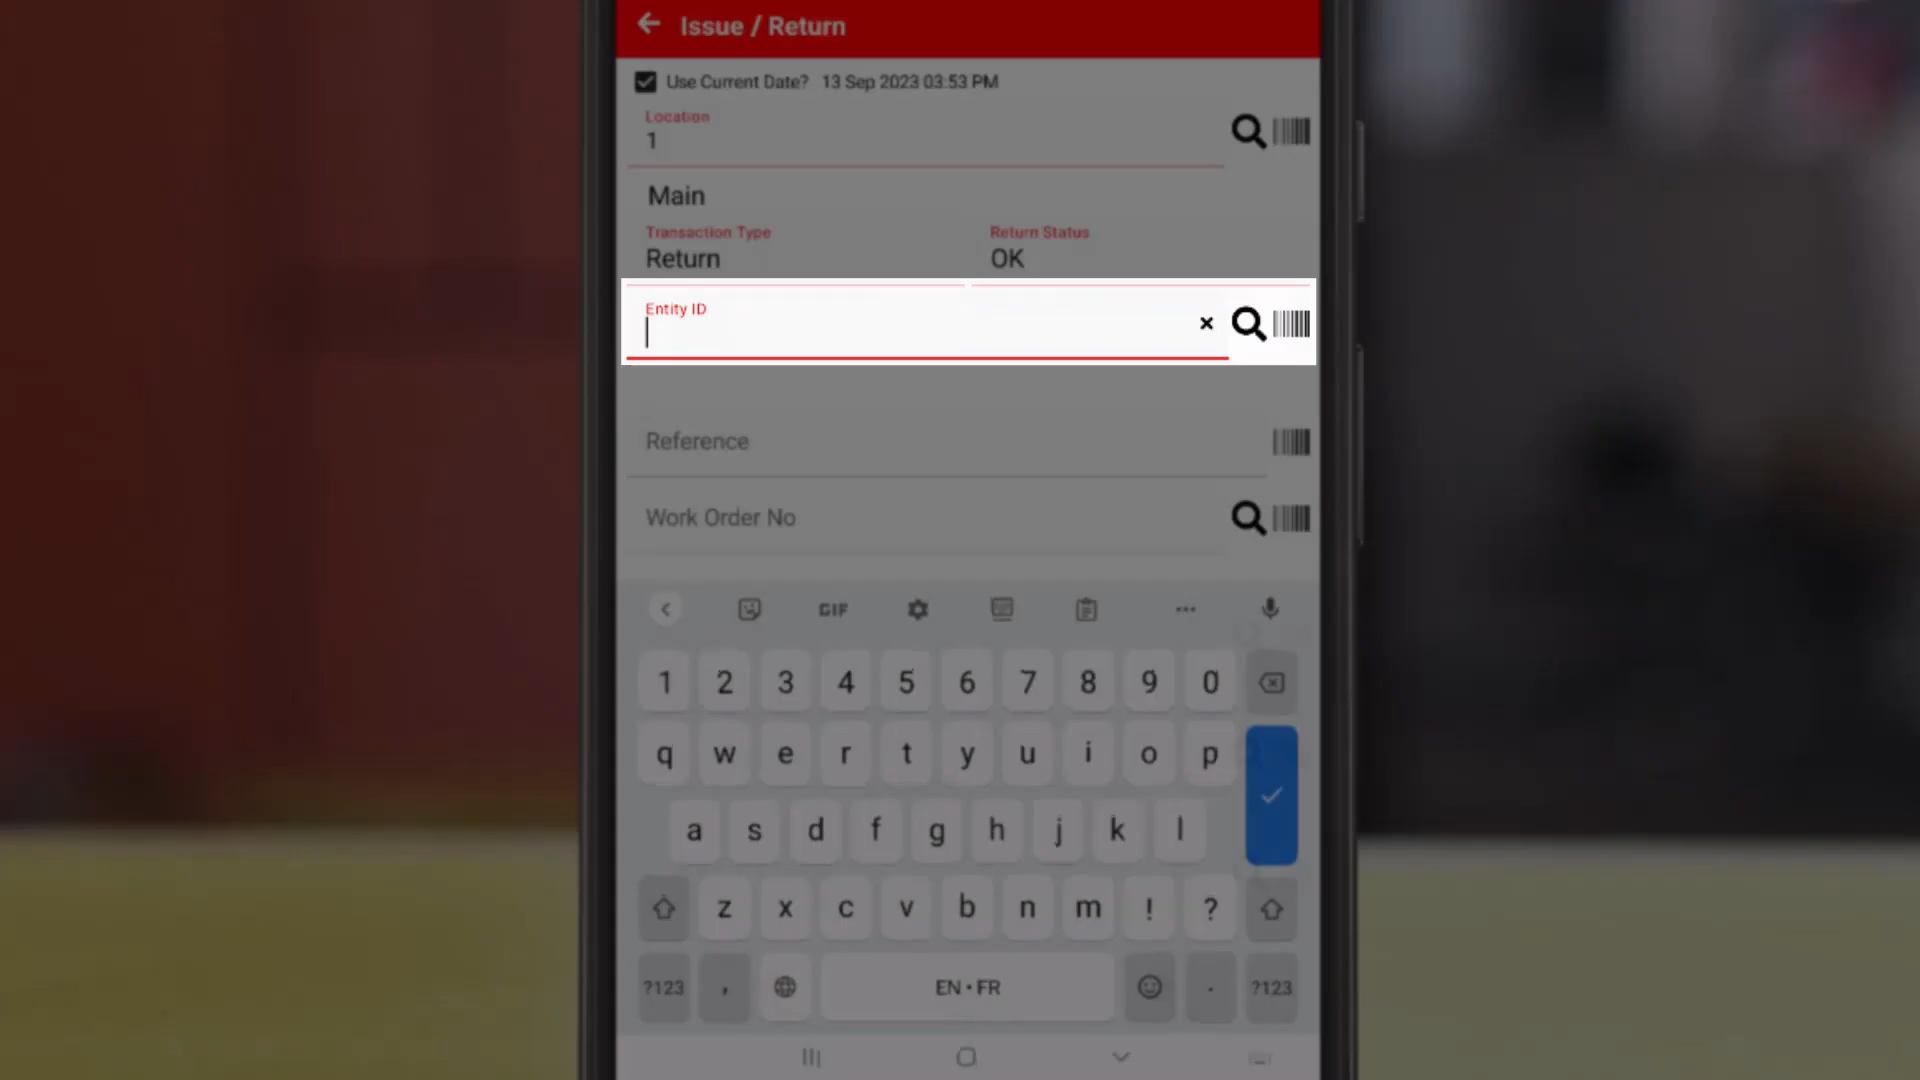 Issue / Return
Use Current Date? 13 Sep 2023 03:53 PM
Location
1
Main
Transaction Type
Return
Return Status
OK
Entity ID
Reference
Work Order No
GIF
1 2 3 4 5 6 7 8 9 0
q w e r t y u i o p
a s d f g h j k l
z x c v b n m ! ?
?123 , EN • FR . ?123